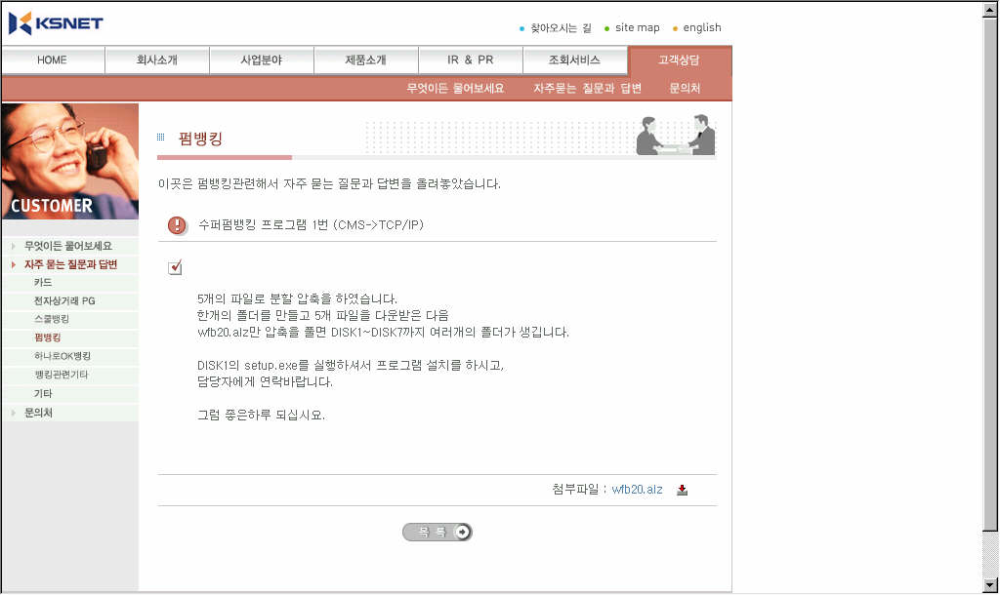 KSNET
찾아오시는 길 site map english
HOME 회사소개 사업분야 제품소개 IR & PR 조회서비스 고객상담
무엇이든 물어보세요 자주묻는 질문과 답변 문의처
CUSTOMER
무엇이든 물어보세요
자주 묻는 질문과 답변
카드
전자상거래 PG
스쿨뱅킹
펌뱅킹
하나로OK뱅킹
뱅킹관련기타
기타
문의처
펌뱅킹
이곳은 펌뱅킹관련해서 자주 묻는 질문과 답변을 올려놓았습니다.
수퍼펌뱅킹 프로그램 1번 (CMS->TCP/IP)
5개의 파일로 분할 압축을 하였습니다.
한개의 폴더를 만들고 5개 파일을 다운받은 다음
wfb20.alz만 압축을 풀면 DISK1~DISK7까지 여러개의 폴더가 생깁니다.
DISK1의 setup.exe를 실행하셔서 프로그램 설치를 하시고,
담당자에게 연락바랍니다.
그럼 좋은하루 되십시요.
첨부파일 : wfb20.alz
목 록